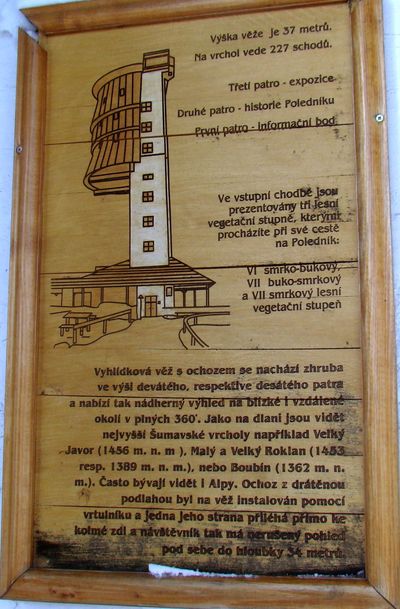 Výška věže je 37 metrů.
Na vrchol vede 227 schodů.
Třetí patro - expozice
Druhé patro - historie Poledníku
První patro - informační bod
Ve vstupní chodbě jsou
prezentovány tři lesní
vegetační stupně, kterými
procházíte při své cestě
na Poledník:
VI smrko-bukový,
VII buko-smrkový
a VII smrkový lesní
vegetační stupeň
Vyhlídková věž s ochozem se nachází zhruba
ve výši devátého, respektive desátého patra
a nabízí tak nádherný výhled na blízké i vzdálené
okolí v plných 360°. Jako na dlani jsou vidět
nejvyšší Šumavské vrcholy například Velký
Javor (1456 m. n. m ), Malý a Velký Roklan (1453
resp. 1389 m. n. m.), nebo Boubín (1362 m. n.
m.). Často bývají vidět i Alpy. Ochoz z drátěnou
podlahou byl na věž instalován pomocí
vrtulníku a jedna jeho strana přiléhá přímo ke
kolmé zdi a návštěvník tak má nerušený pohled
pod sebe do hloubky 34 metrů.